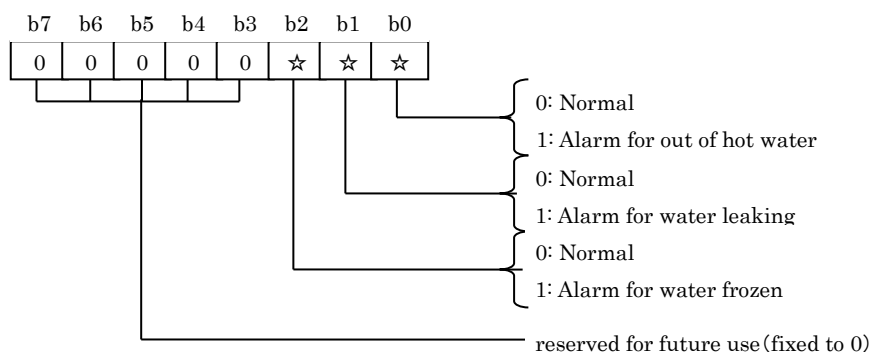 b7 b6 b5 b4 b3 b2 b1 b0
0 0 0 0 0 ☆ ☆ ☆
0: Normal
1: Alarm for out of hot water
0: Normal
1: Alarm for water leaking
0: Normal
1: Alarm for water frozen
reserved for future use(fixed to 0)